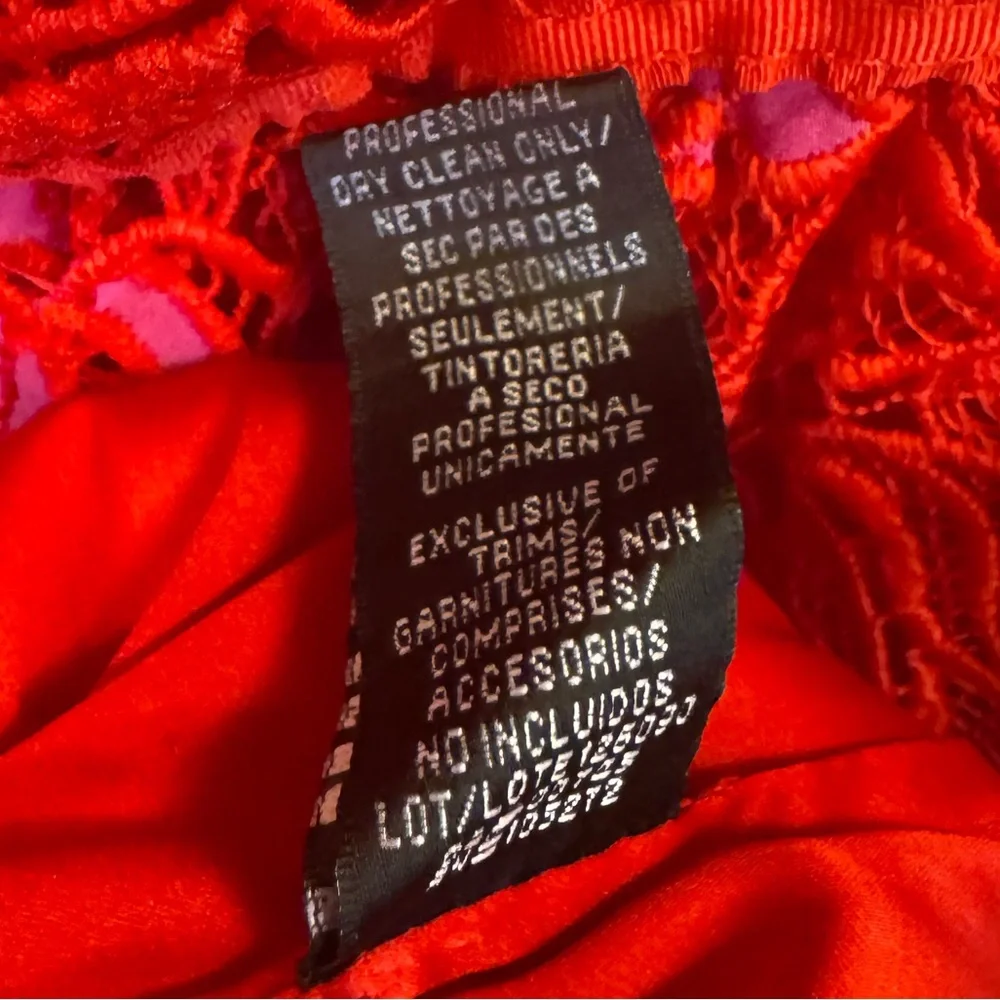 PROFESSIONAL
DRY CLEAN ONLY/
NETTOYAGE A
SEC PAR DES
PROFESSIONNELS
SEULEMENT/
TINTORERIA
A SECO
PROFESIONAL
UNICAMENTE
EXCLUSIVE OF
TRIMS/
GARNITURES NON
COMPRISES/
ACCESORIOS
NO INCLUIDOS
LOT/LOTE